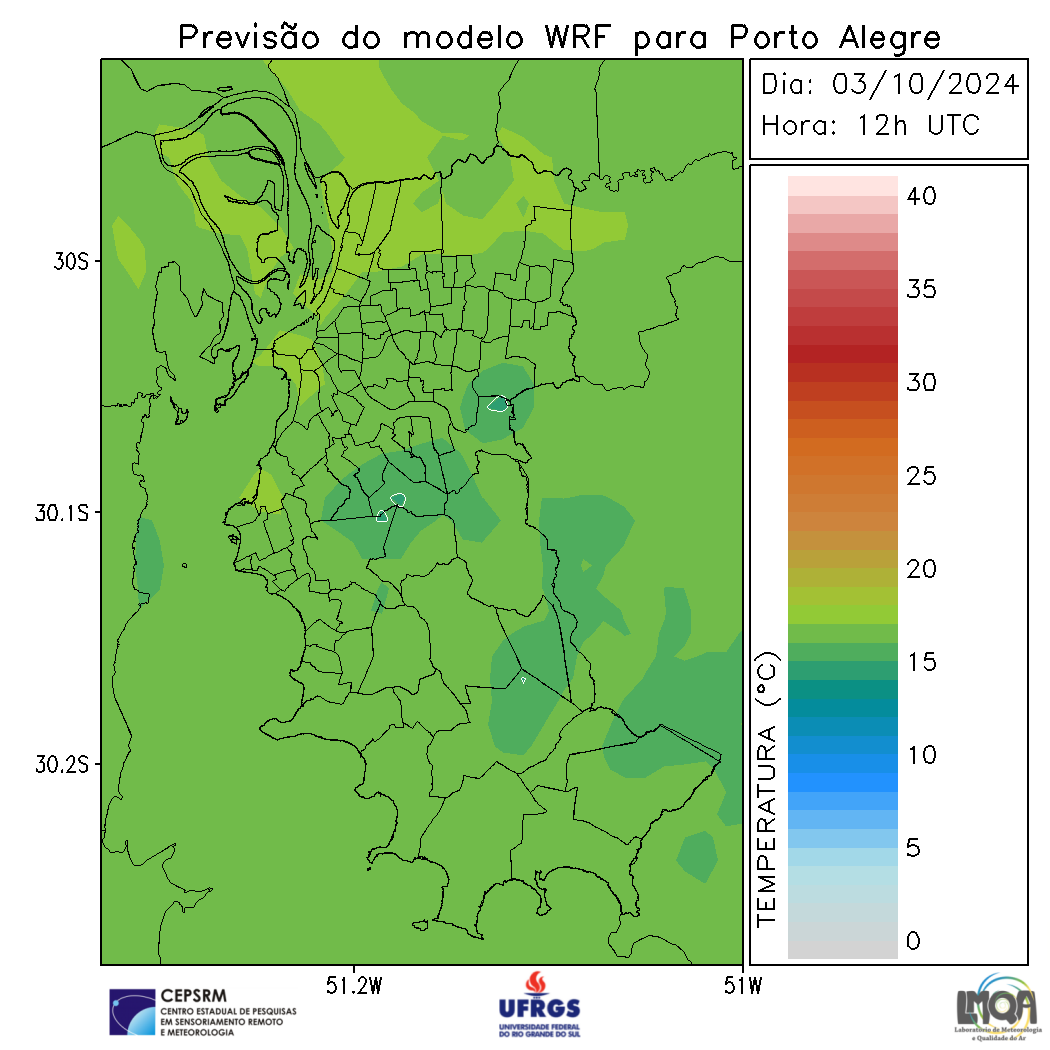 Previsão do modelo WRF para Porto Alegre
Dia: 03/10/2024
Hora: 12h UTC
30S
30.1S
30.2S
51.2W
51W
TEMPERATURA (°C)
40
35
30
25
20
15
10
5
0
CEPSRM
CENTRO ESTADUAL DE PESQUISAS
EM SENSORIAMENTO REMOTO
E METEOROLOGIA
UFRGS
UNIVERSIDADE FEDERAL
DO RIO GRANDE DO SUL
LMQA
Laboratório de Meteorologia
e Qualidade do Ar